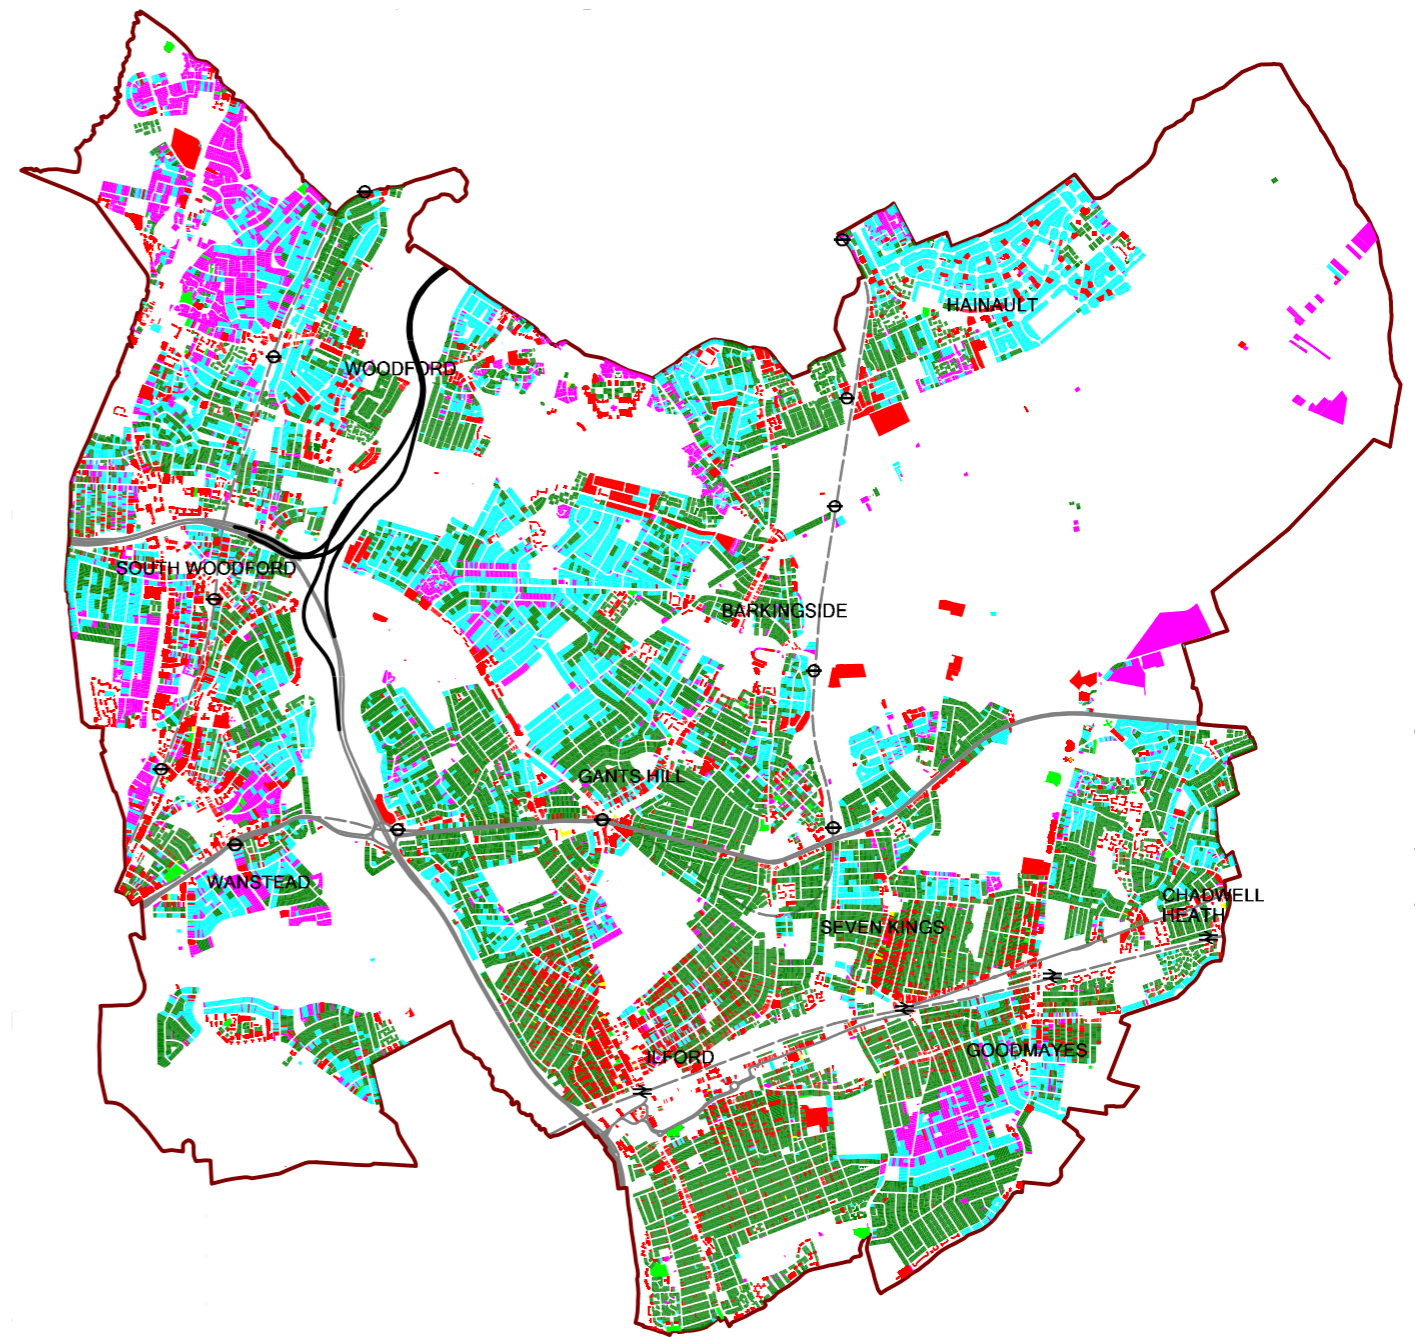 HAINAULT
WOODFORD
SOUTH WOODFORD
BARKINGSIDE
GANTS HILL
WANSTEAD
CHADWELL
HEATH
SEVEN KINGS
ILFORD
GOODMAYES